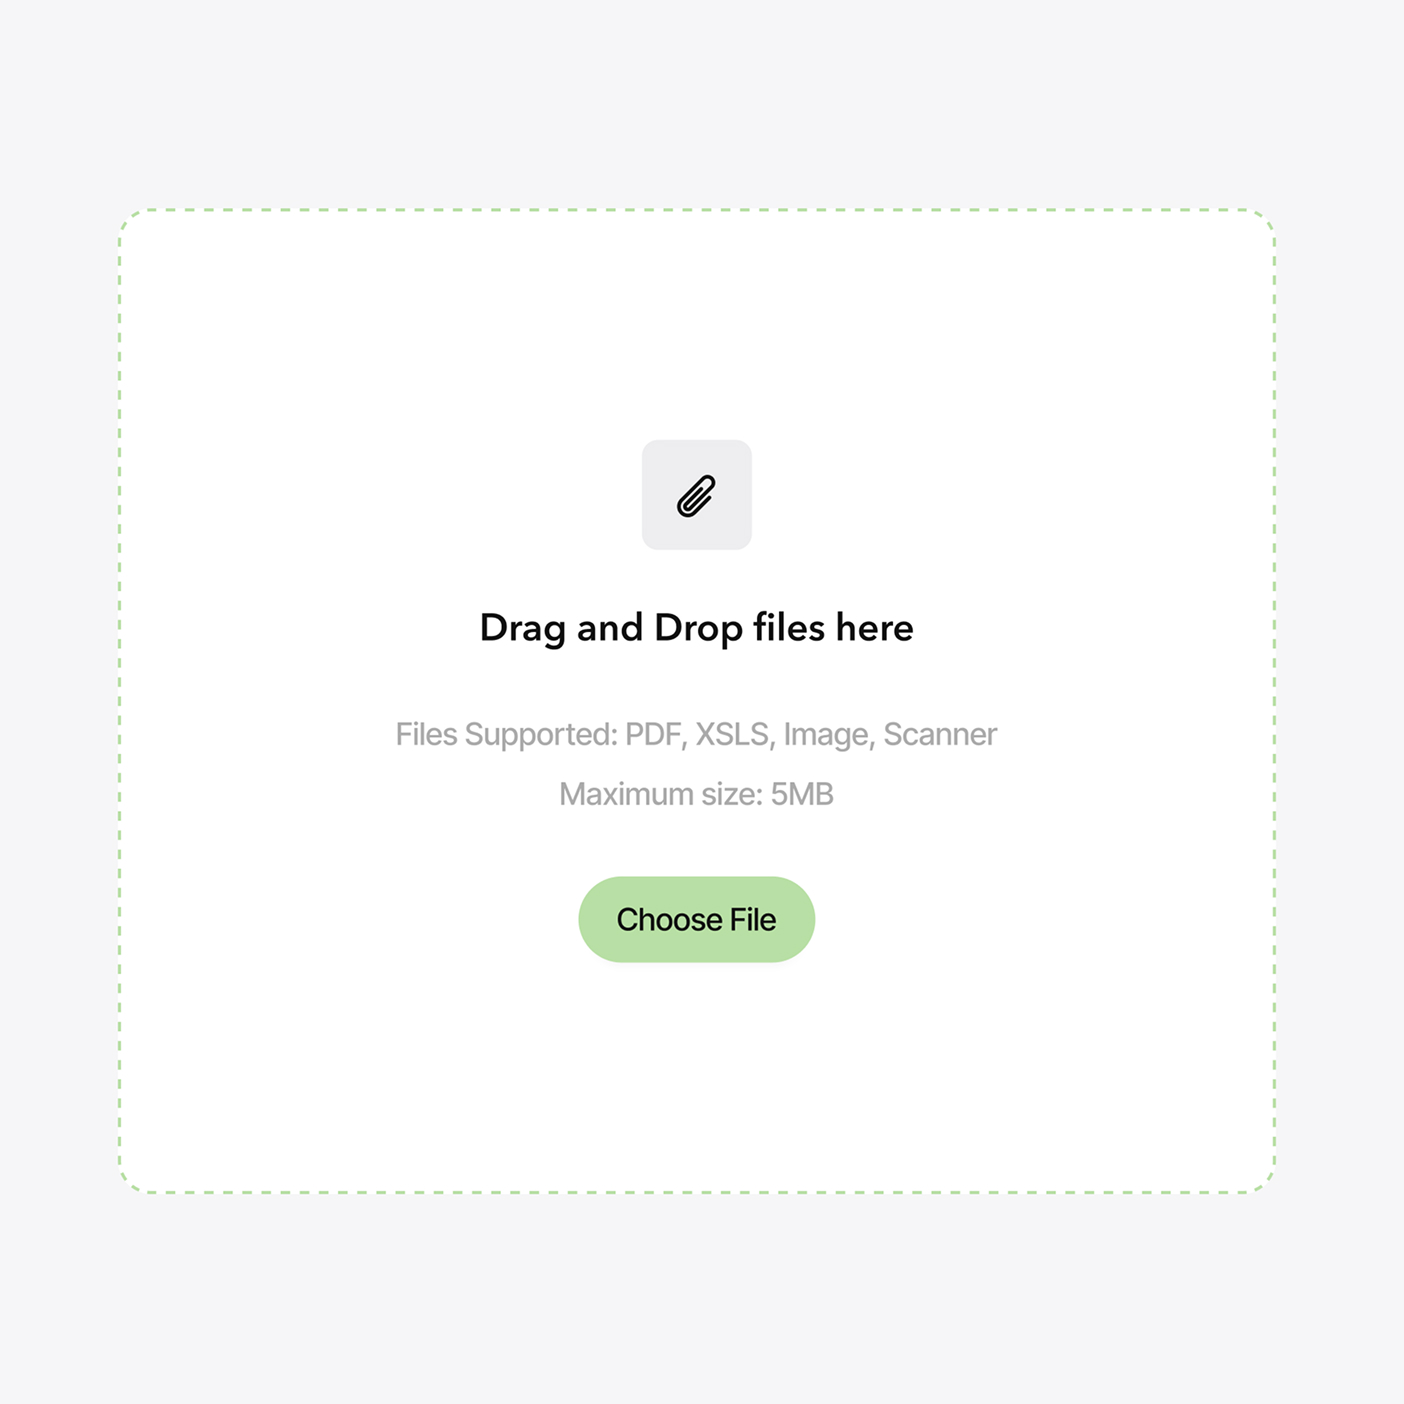 Drag and Drop files here
Files Supported: PDF, XSLS, Image, Scanner
Maximum size: 5MB
Choose File